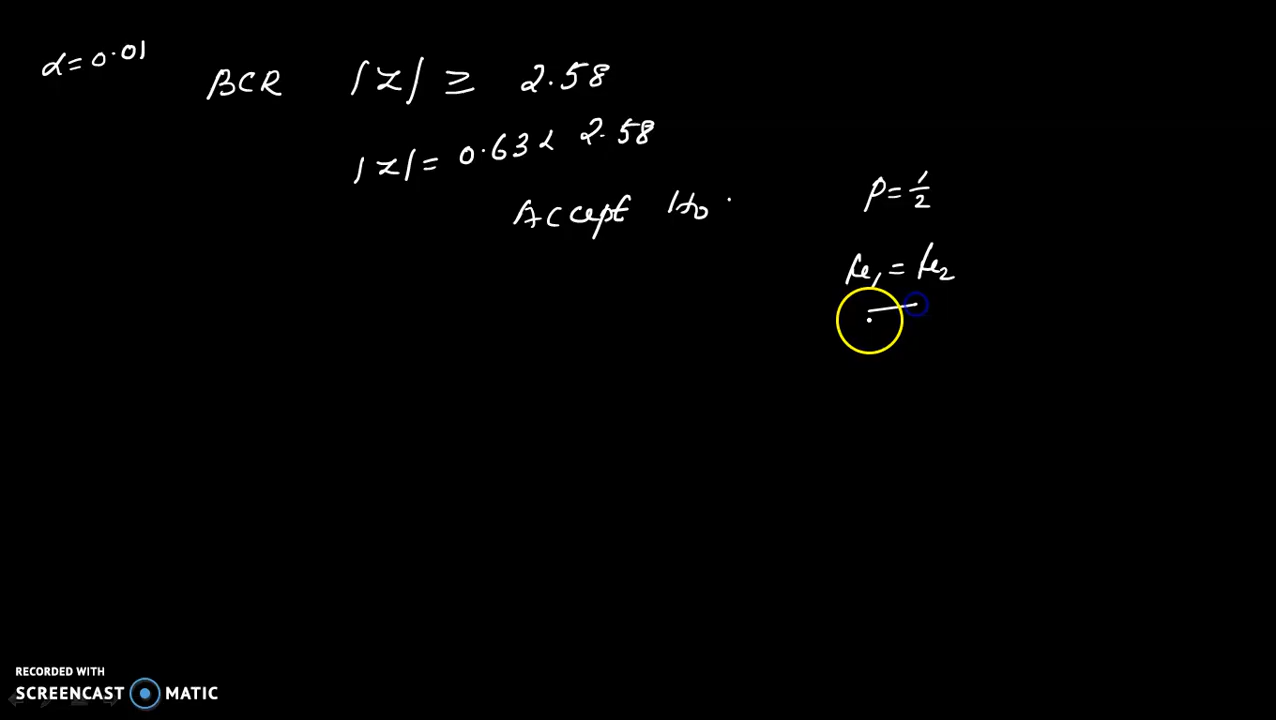 α = 0.01
BCR |Z| ≥ 2.58
|Z| = 0.63 < 2.58
Accept H₀.
p = 1/2
μ₁ = μ₂
RECORDED WITH
SCREENCAST MATIC